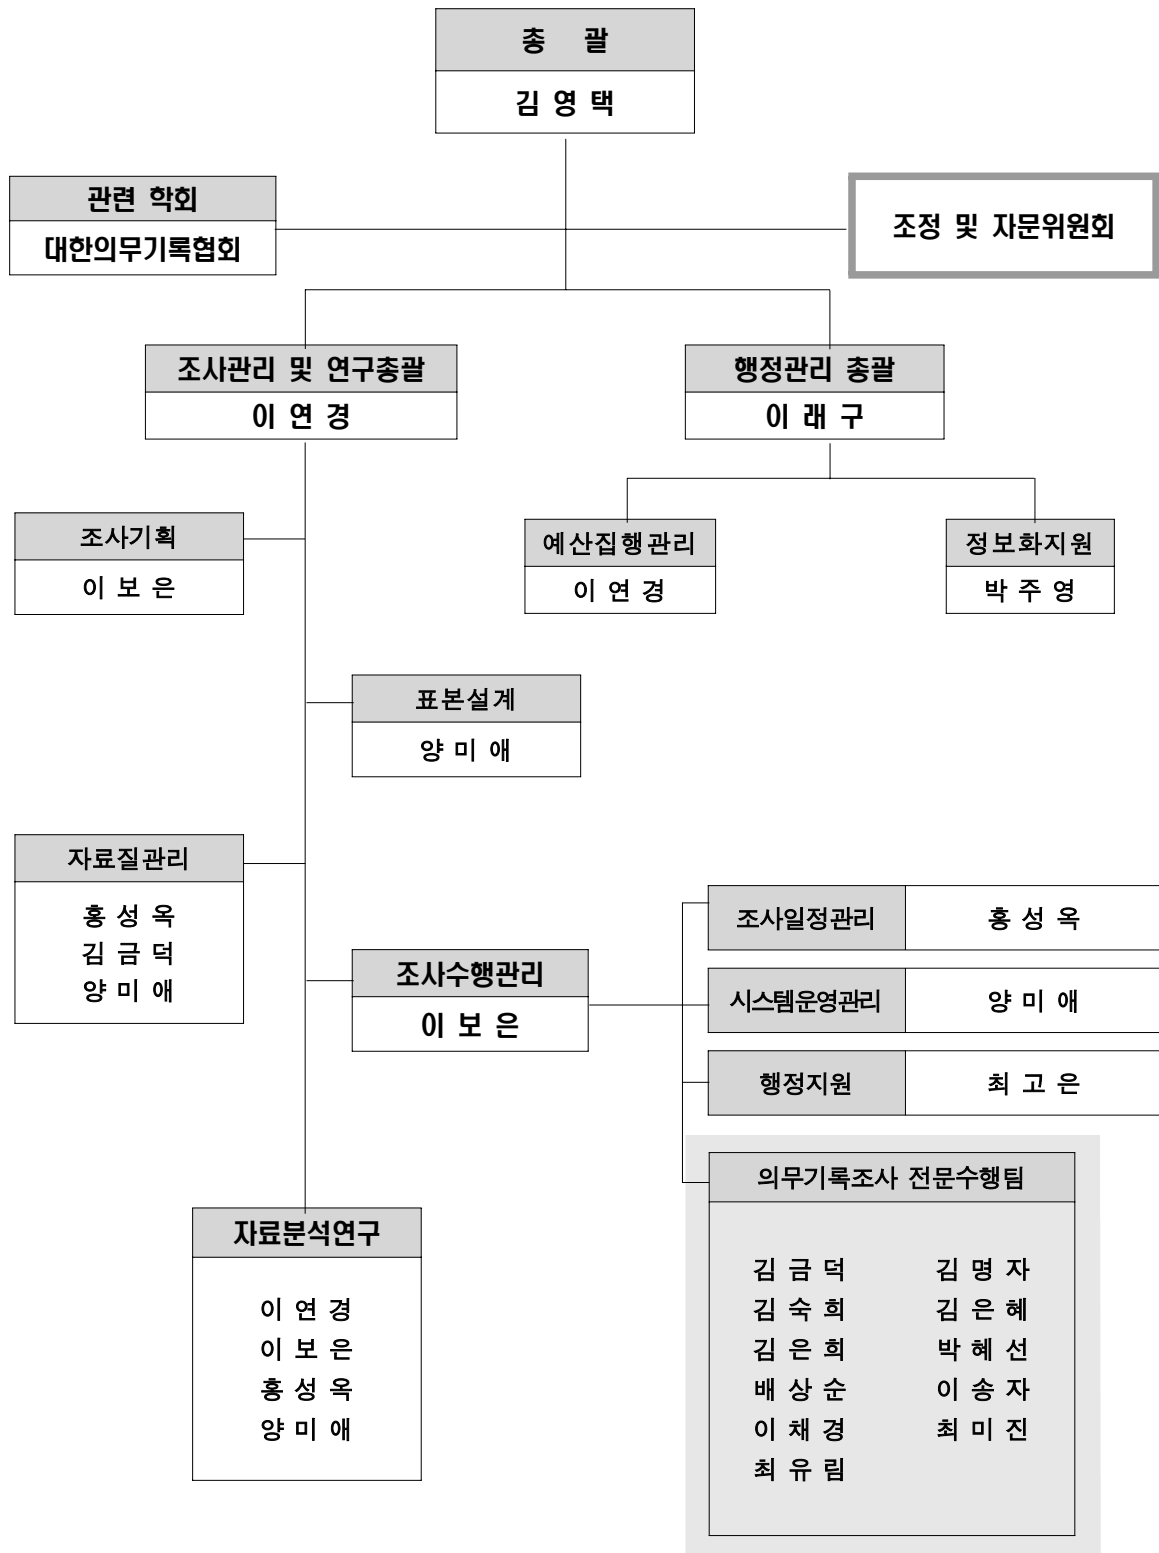 총 괄
김 영 택
관련 학회
대한의무기록협회
조정 및 자문위원회
조사관리 및 연구총괄
이 연 경
행정관리 총괄
이 래 구
조사기획
이 보 은
예산집행관리
이 연 경
정보화지원
박 주 영
표본설계
양 미 애
자료질관리
홍 성 옥
김 금 덕
양 미 애
조사수행관리
이 보 은
조사일정관리 홍 성 옥
시스템운영관리 양 미 애
행정지원 최 고 은
의무기록조사 전문수행팀
김 금 덕 김 명 자
김 숙 희 김 은 혜
김 은 희 박 혜 선
배 상 순 이 송 자
이 채 경 최 미 진
최 유 림
자료분석연구
이 연 경
이 보 은
홍 성 옥
양 미 애